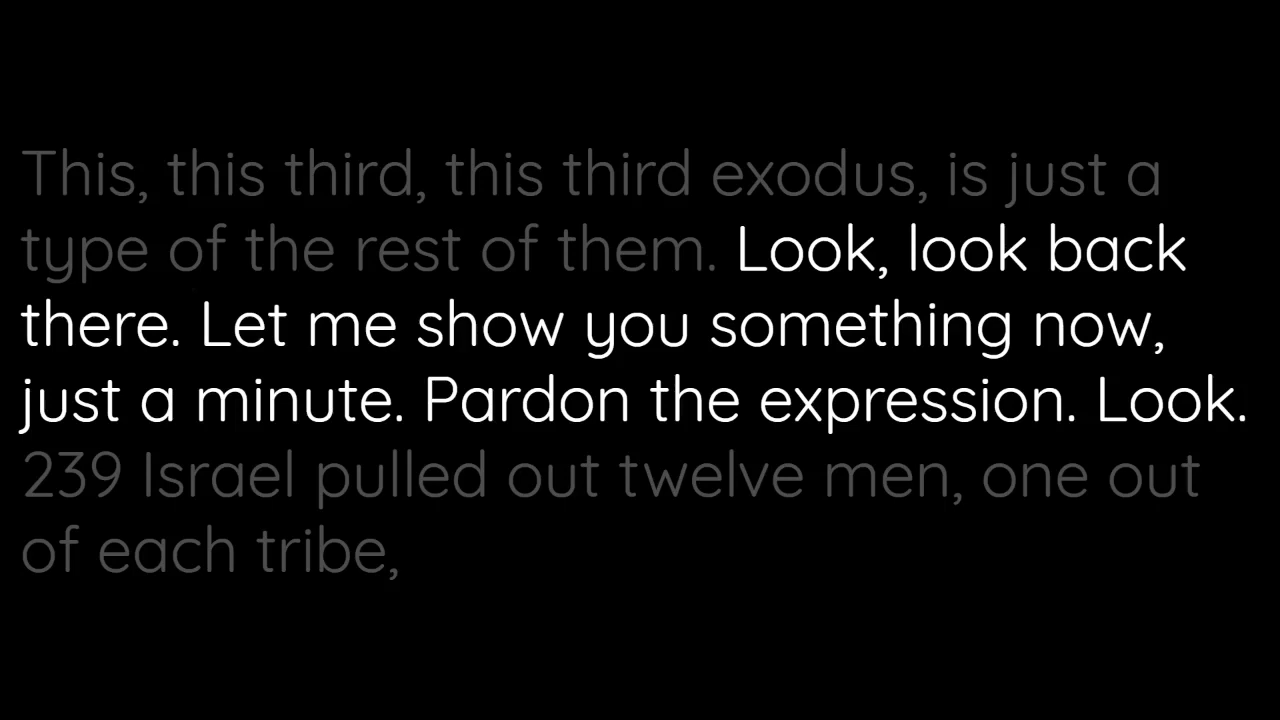 This, this third, this third exodus, is just a
type of the rest of them. Look, look back
there. Let me show you something now,
just a minute. Pardon the expression. Look.
239 Israel pulled out twelve men, one out
of each tribe,